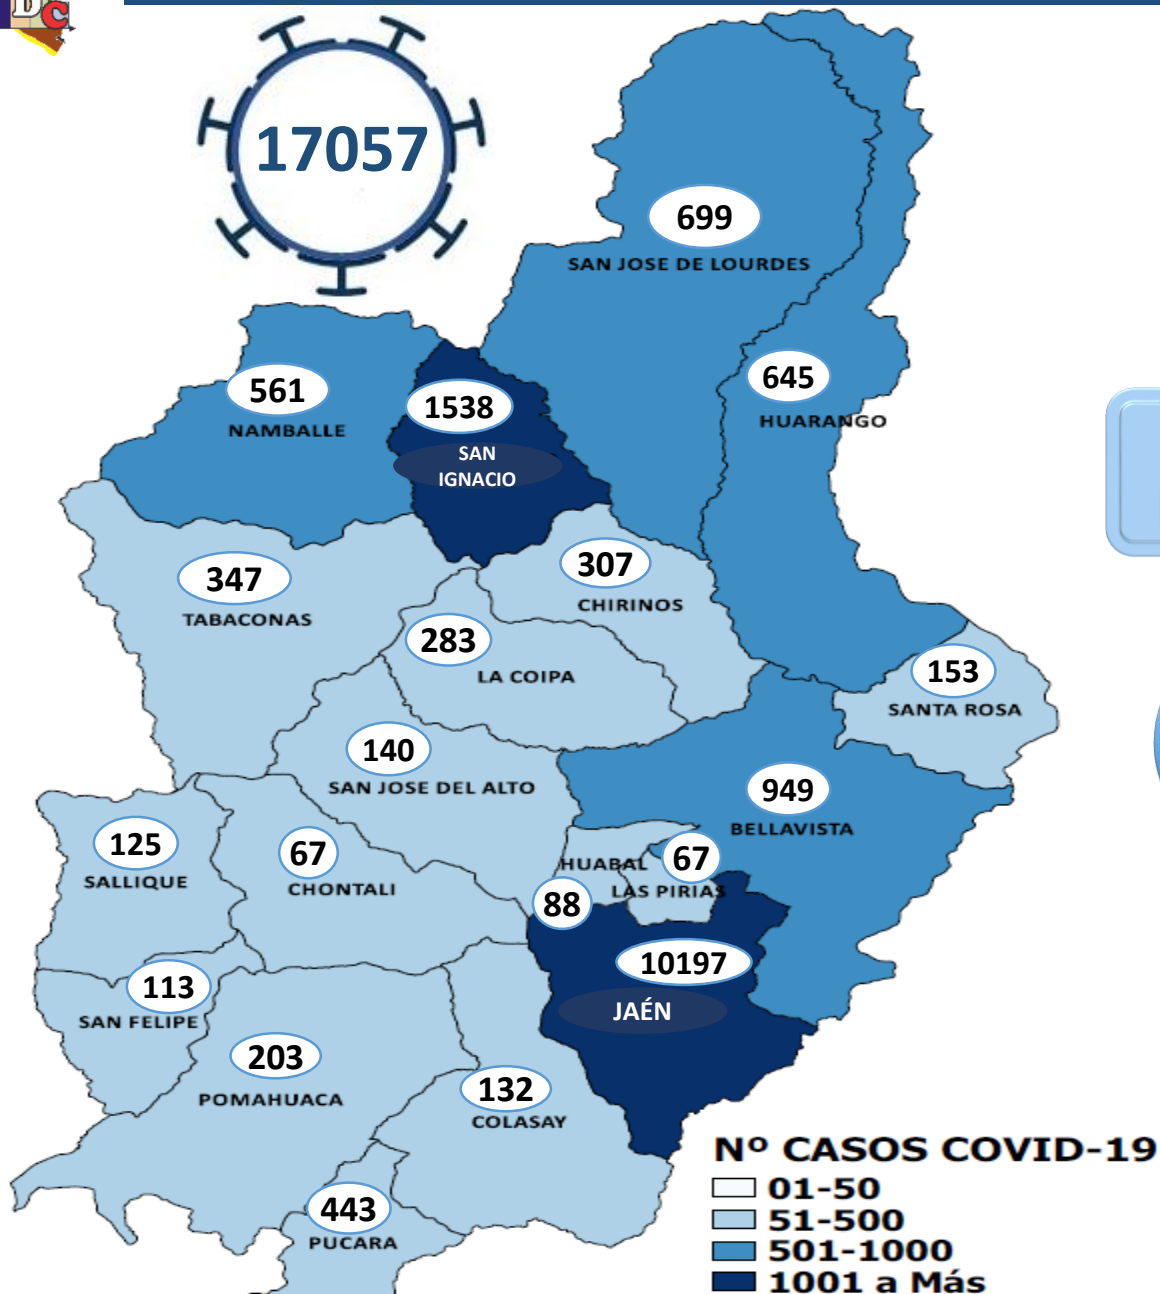 DC
17057
699
SAN JOSE DE LOURDES
561
NAMBALLE
1538
SAN
IGNACIO
645
HUARANGO
347
TABACONAS
307
CHIRINOS
283
LA COIPA
153
SANTA ROSA
140
SAN JOSE DEL ALTO
949
BELLAVISTA
125
SALLIQUE
67
CHONTALI
HUABAL
67
LAS PIRIAS
88
10197
JAÉN
113
SAN FELIPE
203
POMAHUACA
132
COLASAY
443
PUCARA
Nº CASOS COVID-19
01-50
51-500
501-1000
1001 a Más